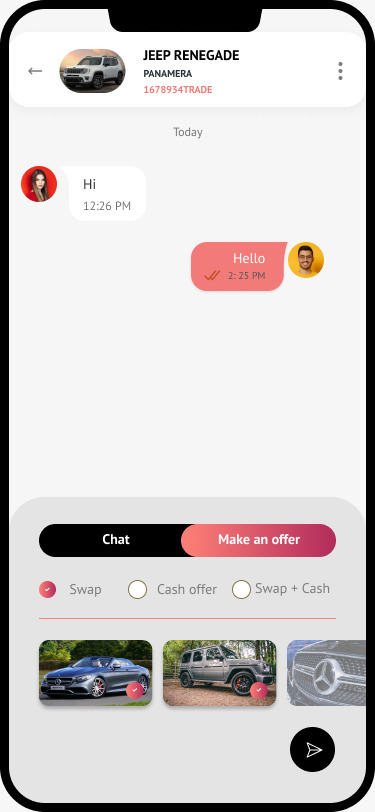 JEEP RENEGADE
PANAMERA
1678934TRADE
Today
Hi
12:26 PM
Hello
2: 25 PM
Chat
Make an offer
Swap
Cash offer
Swap + Cash